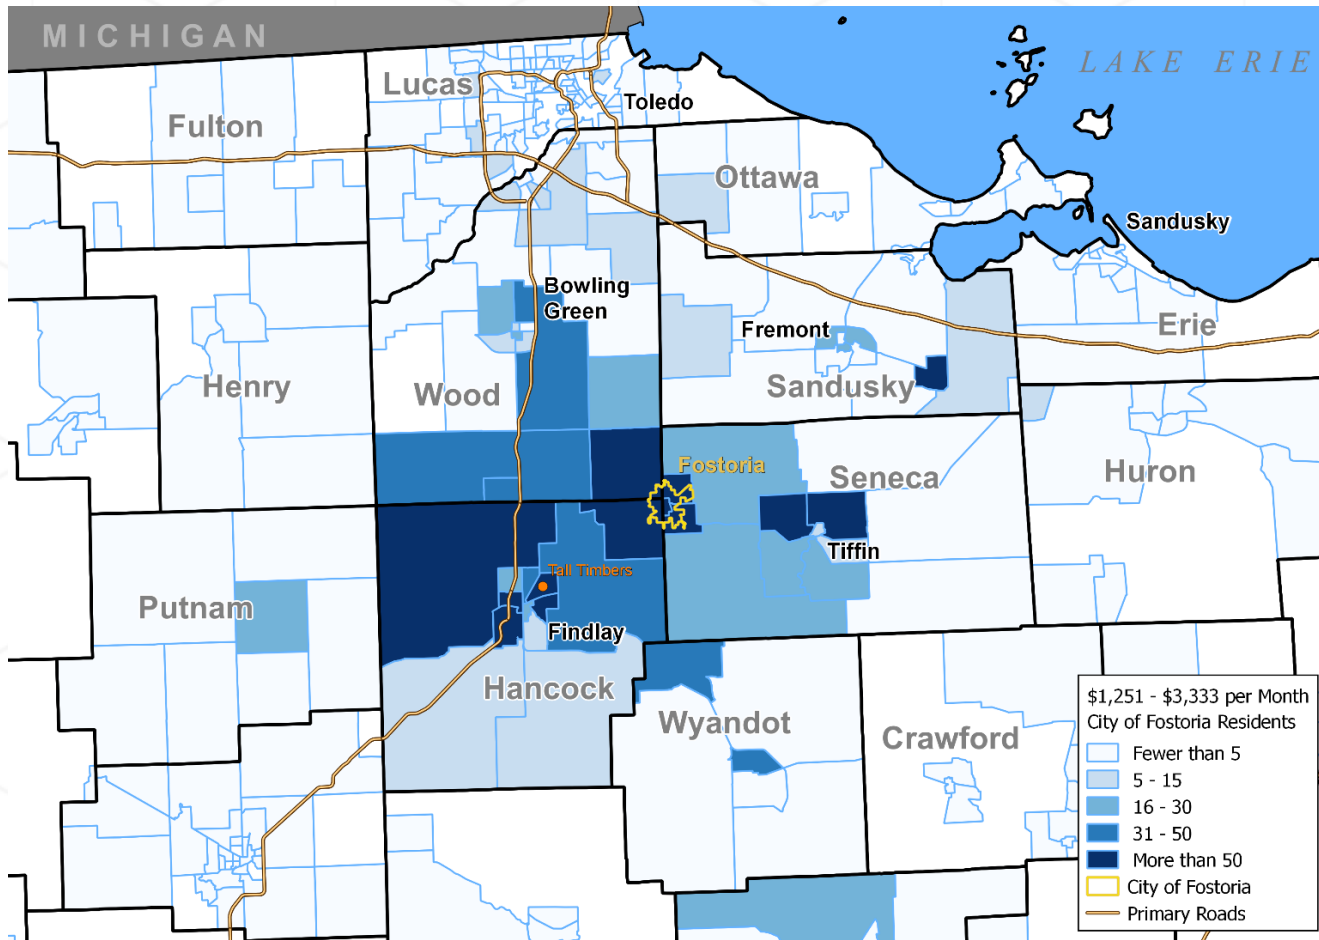 MICHIGAN
LAKE ERIE
Lucas
Toledo
Fulton
Ottawa
Sandusky
Bowling
Green
Fremont
Erie
Henry
Wood
Sandusky
Fostoria
Seneca
Huron
Tiffin
Tall Timbers
Putnam
Findlay
Hancock
Wyandot
Crawford
$1,251 - $3,333 per Month
City of Fostoria Residents
Fewer than 5
5 - 15
16 - 30
31 - 50
More than 50
City of Fostoria
Primary Roads